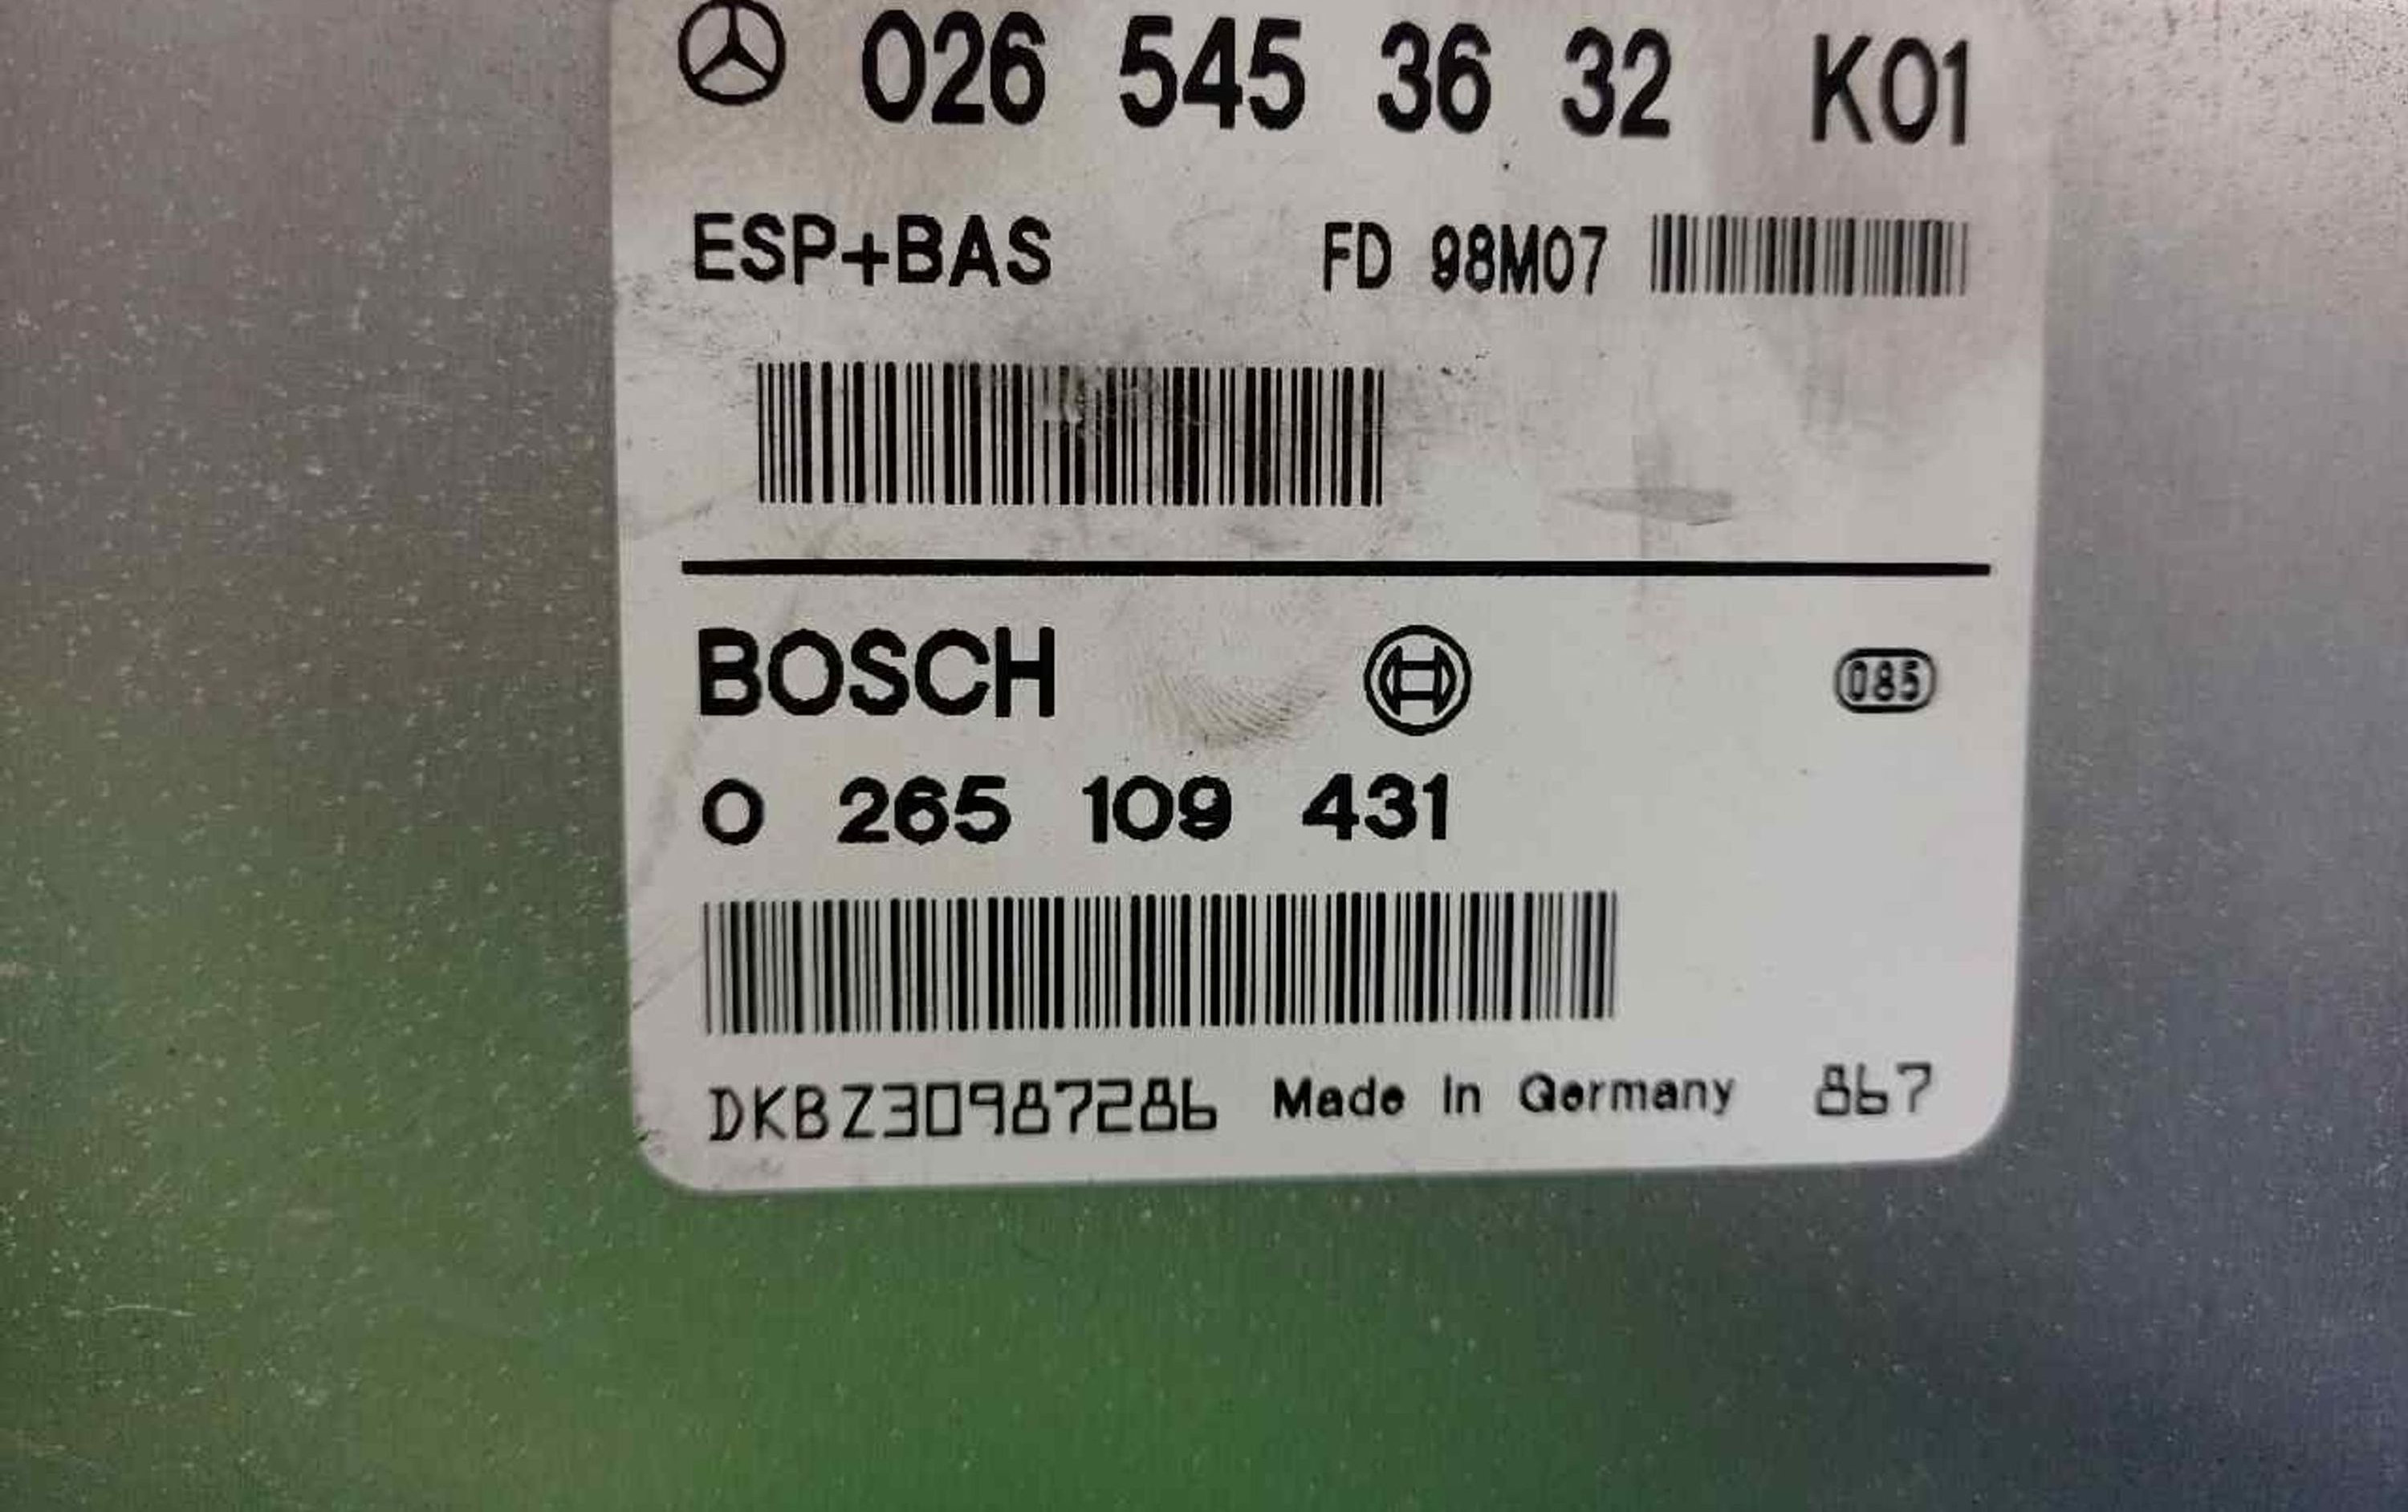 026 545 36 32 K01
ESP+BAS FD 98M07
BOSCH 085
0 265 109 431
DKBZ30987286 Made in Germany 867